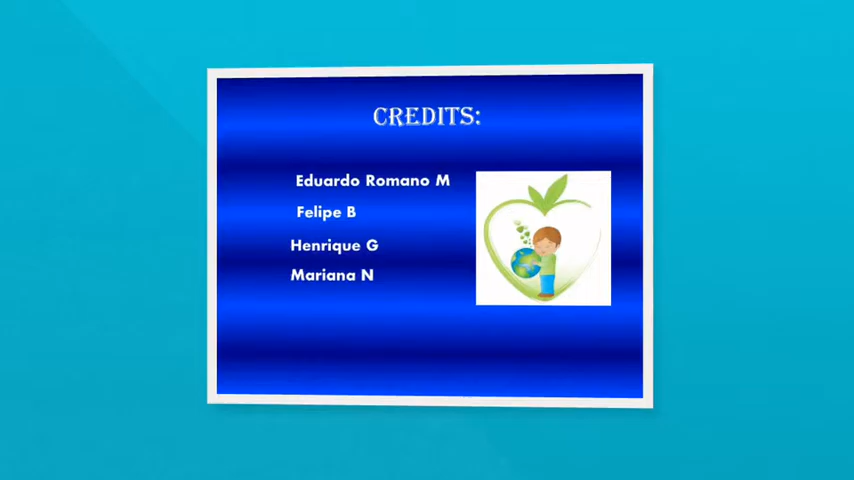 CREDITS:
Eduardo Romano M
Felipe B
Henrique G
Mariana N